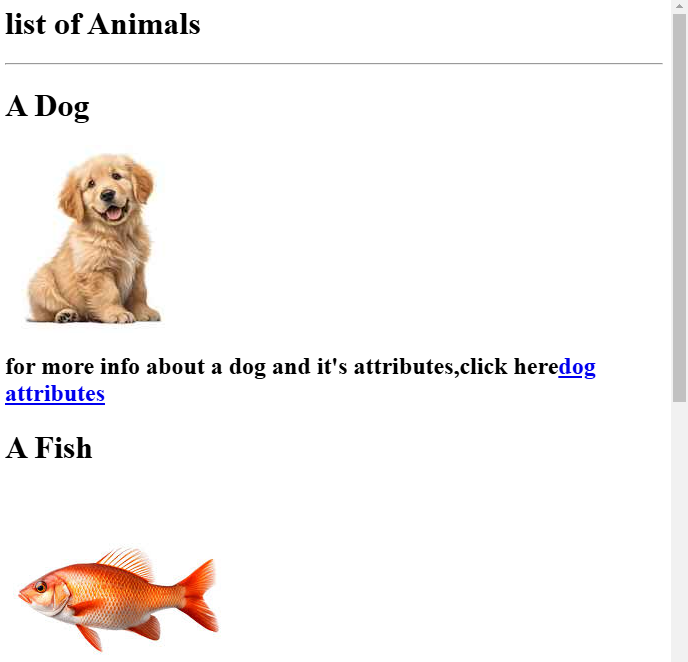 list of Animals
A Dog
for more info about a dog and it's attributes,click heredog
attributes
A Fish